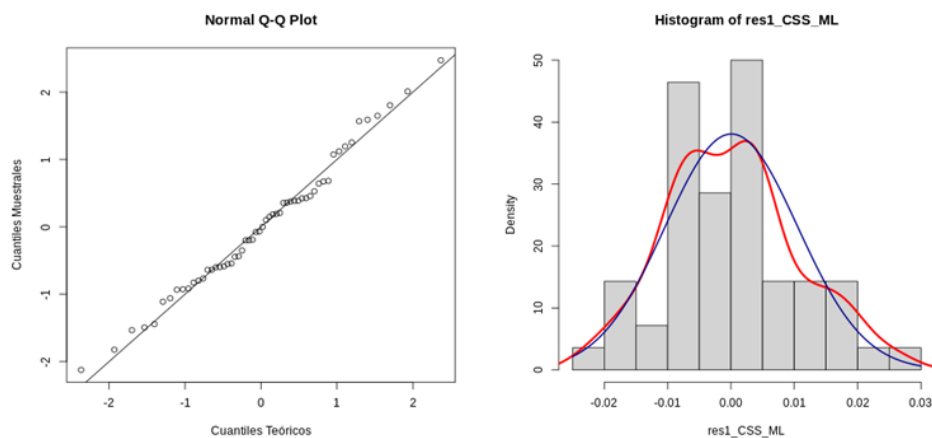 Normal Q-Q Plot
Cuantiles Muestrales
2
1
0
-1
-2
-2 -1 0 1 2
Cuantiles Teóricos
Histogram of res1_CSS_ML
Density
50
40
30
20
10
0
-0.02 -0.01 0.00 0.01 0.02 0.03
res1_CSS_ML